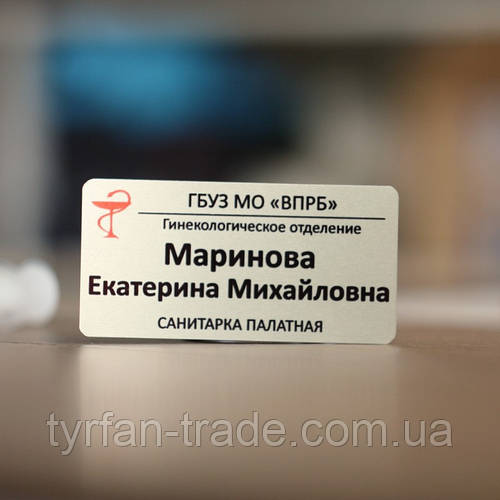 ГБУЗ МО «ВПРБ»
Гинекологическое отделение
Маринова
Екатерина Михайловна
САНИТАРКА ПАЛАТНАЯ
tyrfan-trade.com.ua